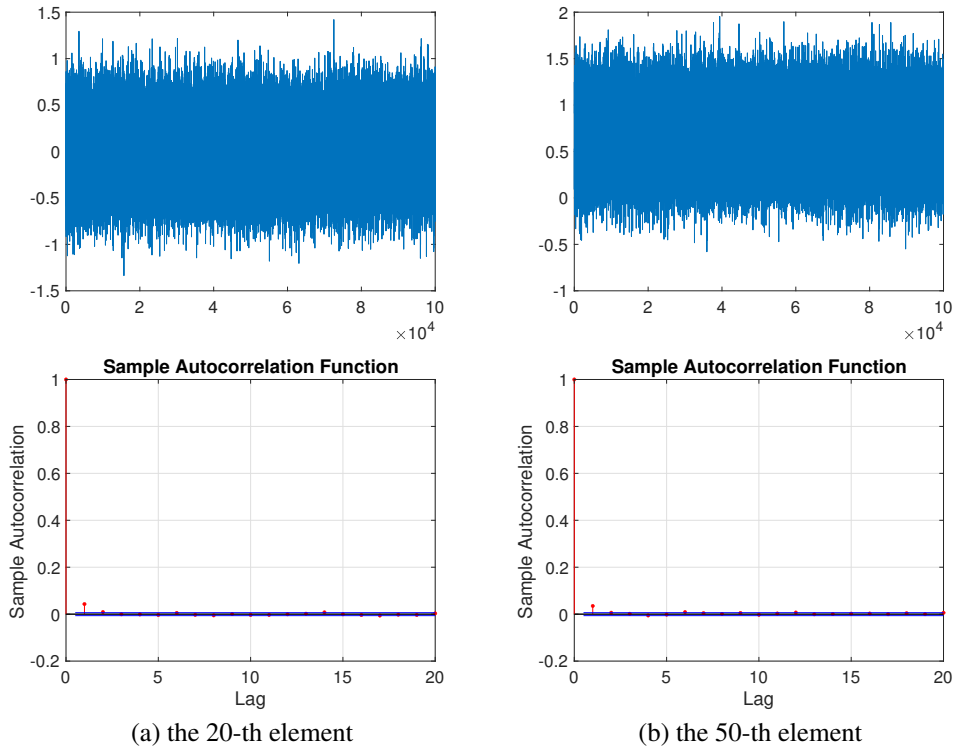 1.5
1
0.5
0
-0.5
-1
-1.5
0 2 4 6 8 10
×10^4
2
1.5
1
0.5
0
-0.5
-1
0 2 4 6 8 10
×10^4
Sample Autocorrelation Function
Sample Autocorrelation
1
0.8
0.6
0.4
0.2
0
-0.2
0 5 10 15 20
Lag
Sample Autocorrelation Function
Sample Autocorrelation
1
0.8
0.6
0.4
0.2
0
-0.2
0 5 10 15 20
Lag
(a) the 20-th element
(b) the 50-th element